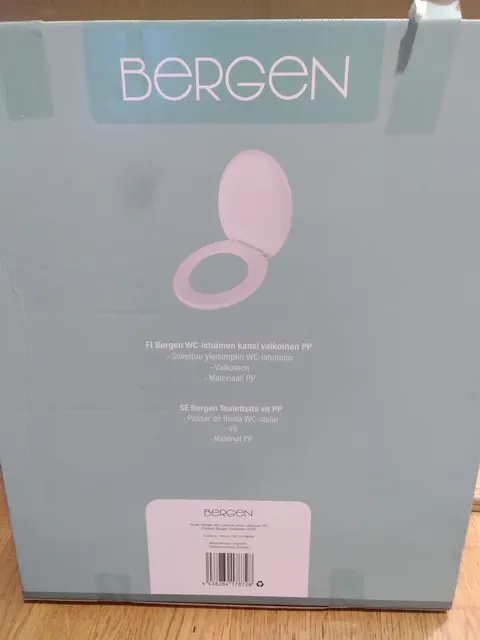 BERGEN
FI Bergen WC-istuimen kansi valkoinen PP
- Soveltuu yleisimpiin WC-istuimiin
- Valkoinen
- Materiaali PP
SE Bergen Toalettsits vit PP
- Passar de flesta WC-stolar
- Vit
- Material PP
BERGEN